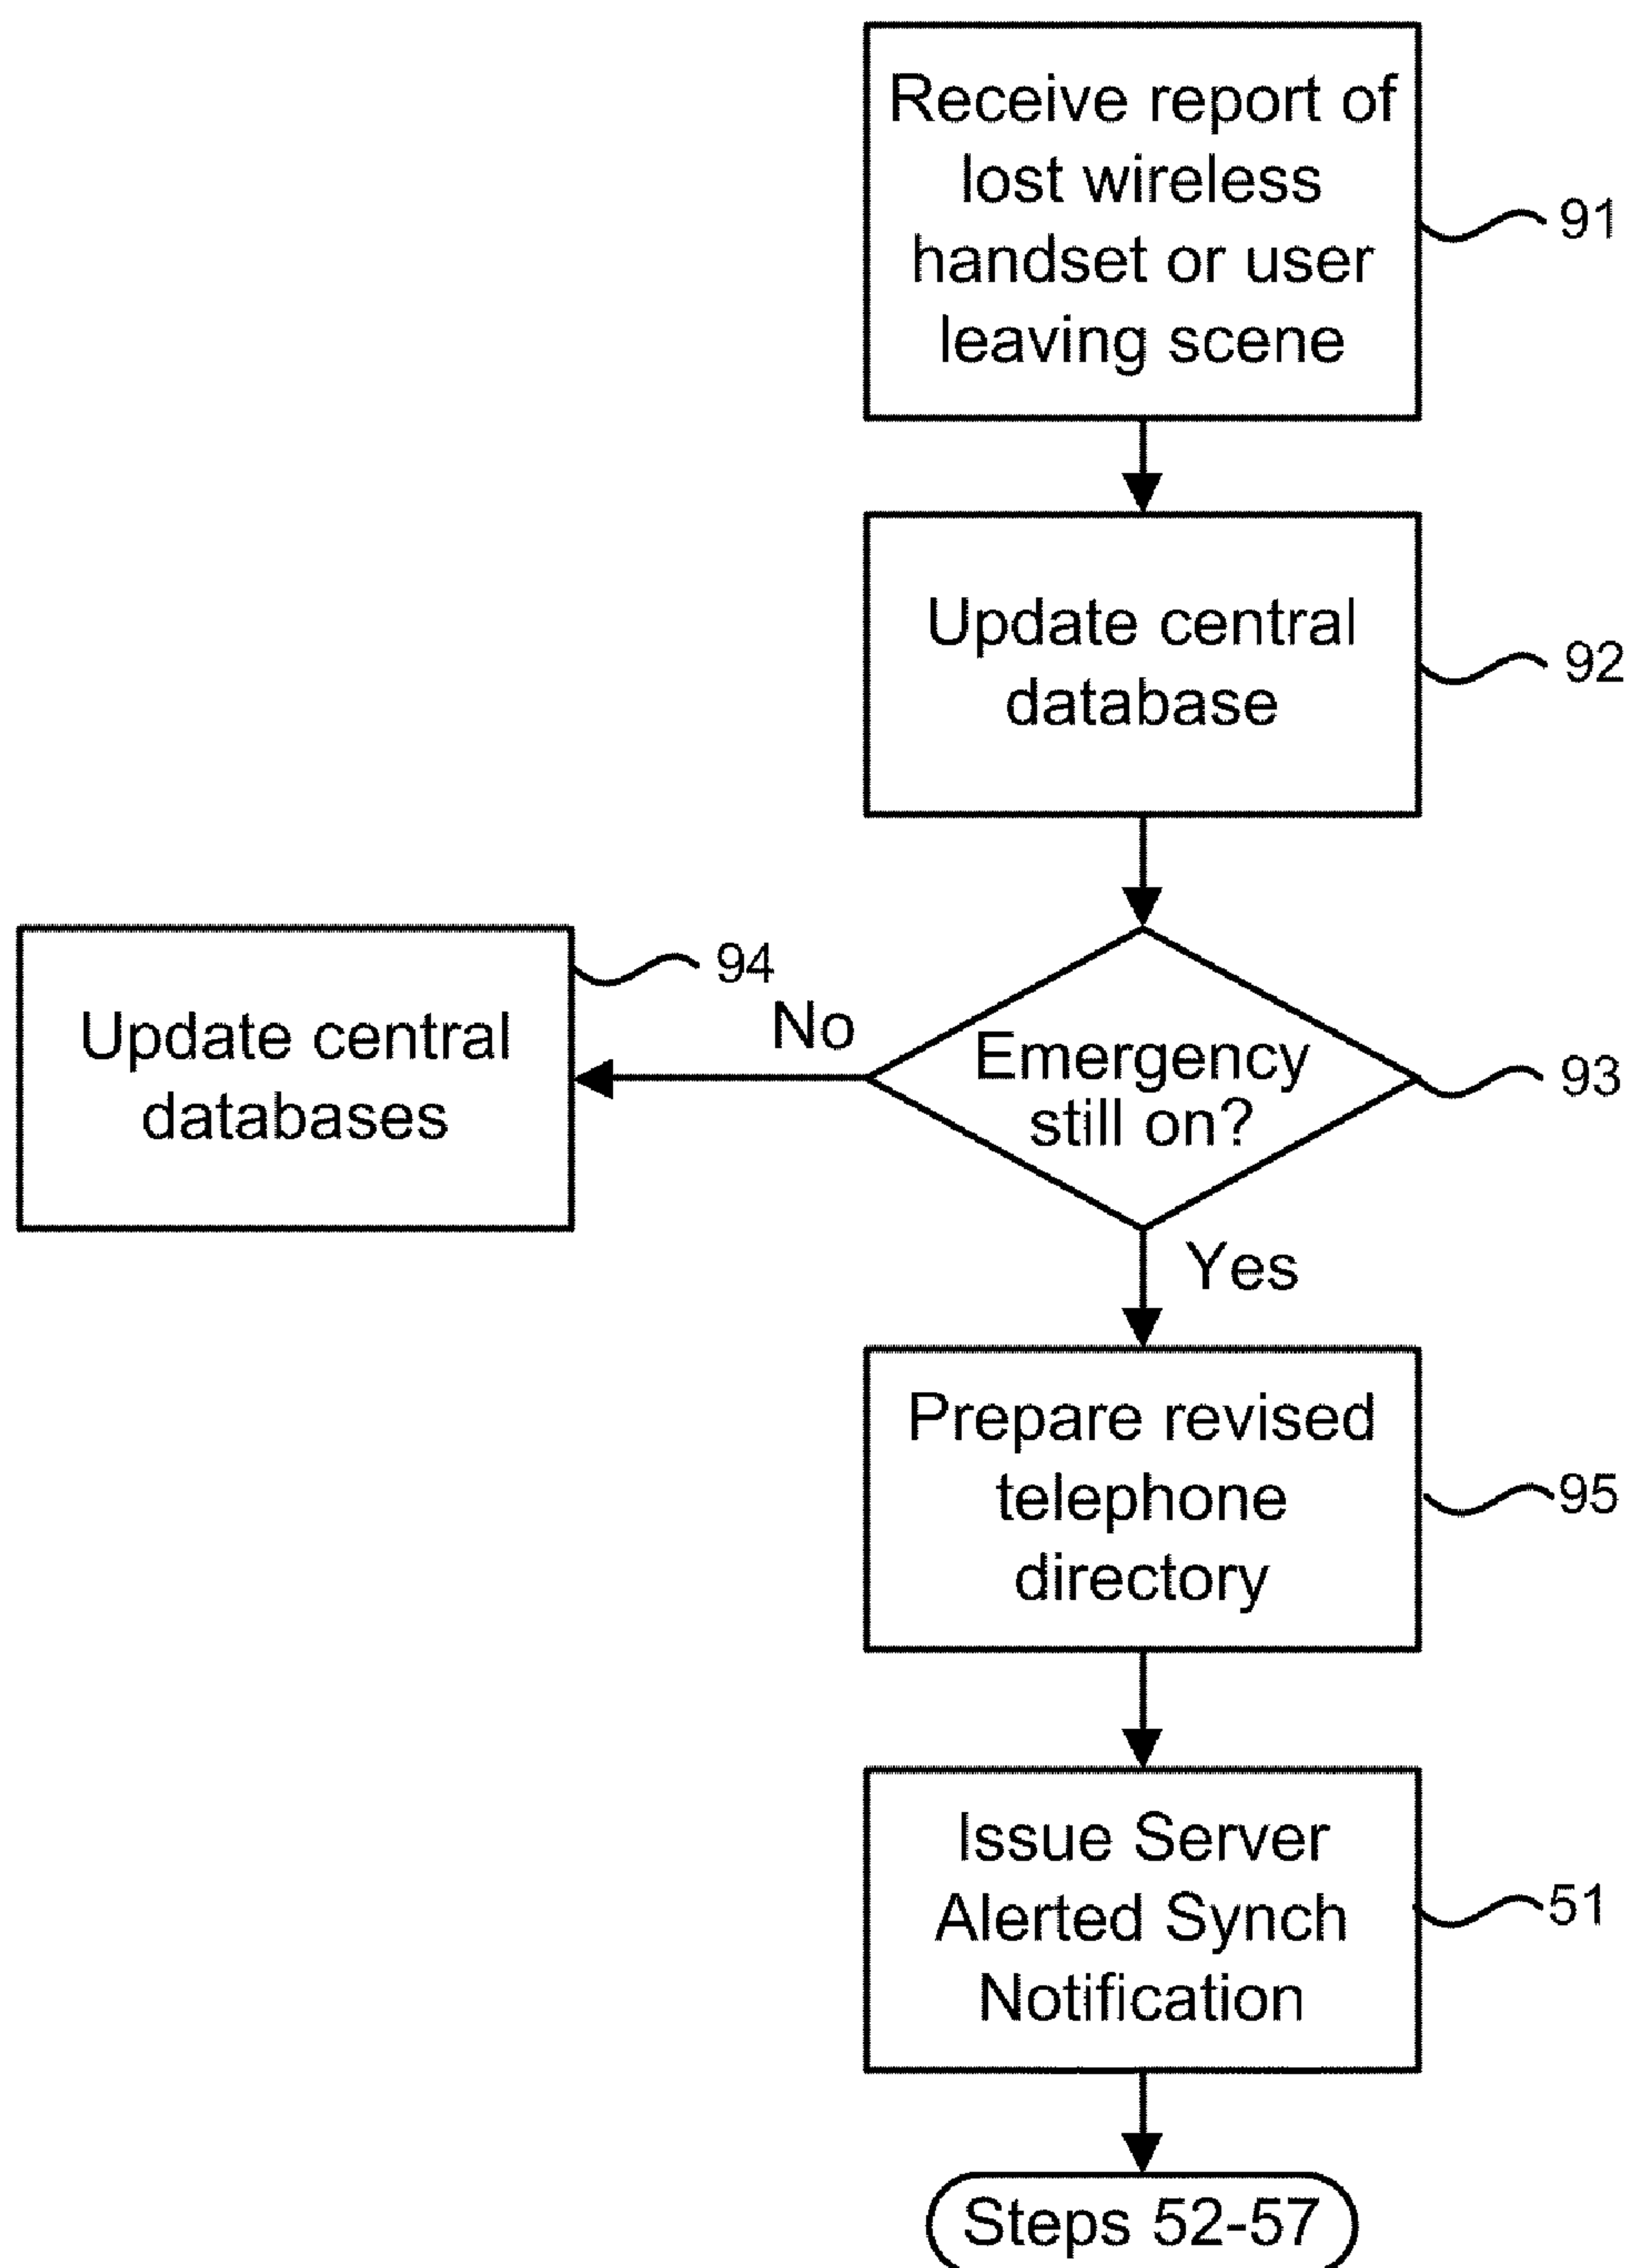 Receive report of
lost wireless
handset or user
leaving scene
91
Update central
database
92
94
Update central
databases
No
Emergency
still on?
93
Yes
Prepare revised
telephone
directory
95
Issue Server
Alerted Synch
Notification
51
Steps 52-57